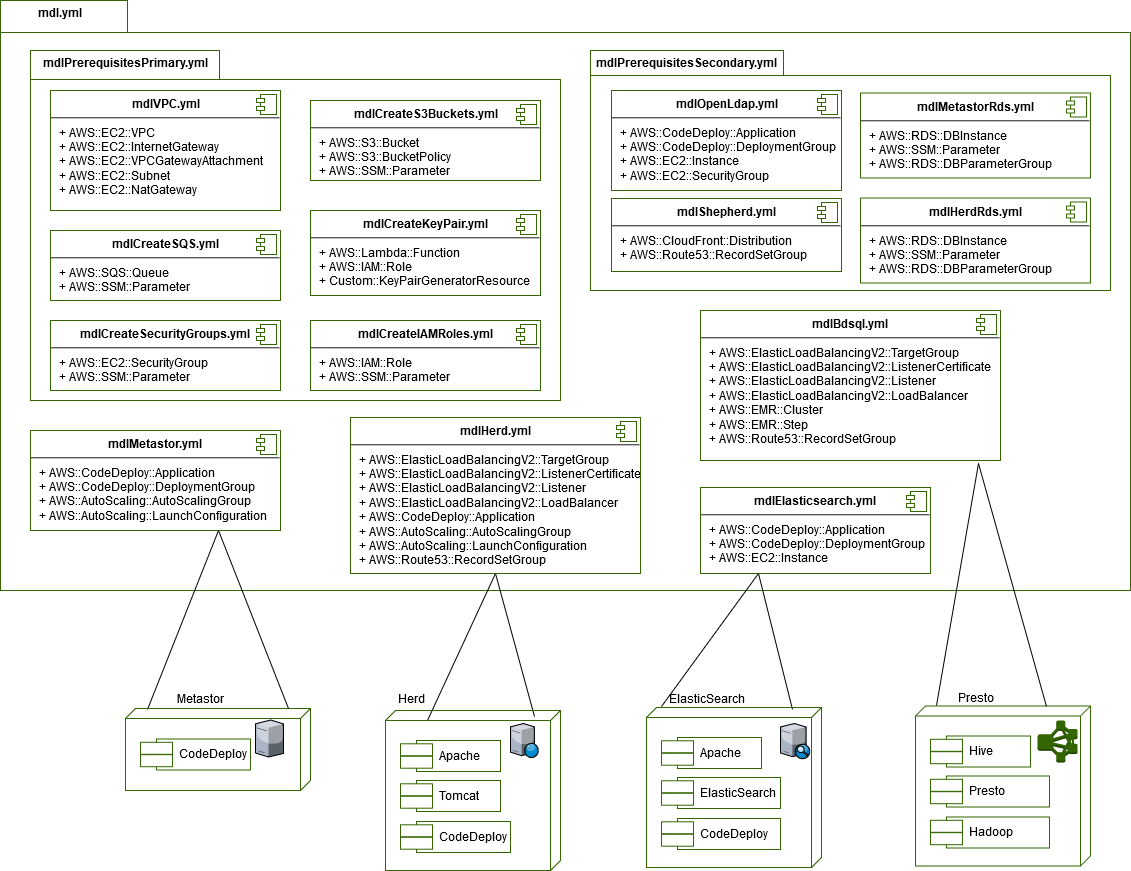 mdl.yml
mdlPrerequisitesPrimary.yml
mdlVPC.yml
+ AWS::EC2::VPC
+ AWS::EC2::InternetGateway
+ AWS::EC2::VPCGatewayAttachment
+ AWS::EC2::Subnet
+ AWS::EC2::NatGateway
mdlCreateS3Buckets.yml
+ AWS::S3::Bucket
+ AWS::S3::BucketPolicy
+ AWS::SSM::Parameter
mdlCreateSQS.yml
+ AWS::SQS::Queue
+ AWS::SSM::Parameter
mdlCreateKeyPair.yml
+ AWS::Lambda::Function
+ AWS::IAM::Role
+ Custom::KeyPairGeneratorResource
mdlCreateSecurityGroups.yml
+ AWS::EC2::SecurityGroup
+ AWS::SSM::Parameter
mdlCreateIAMRoles.yml
+ AWS::IAM::Role
+ AWS::SSM::Parameter
mdlPrerequisitesSecondary.yml
mdlOpenLdap.yml
+ AWS::CodeDeploy::Application
+ AWS::CodeDeploy::DeploymentGroup
+ AWS::EC2::Instance
+ AWS::EC2::SecurityGroup
mdlMetastorRds.yml
+ AWS::RDS::DBInstance
+ AWS::SSM::Parameter
+ AWS::RDS::DBParameterGroup
mdlShepherd.yml
+ AWS::CloudFront::Distribution
+ AWS::Route53::RecordSetGroup
mdlHerdRds.yml
+ AWS::RDS::DBInstance
+ AWS::SSM::Parameter
+ AWS::RDS::DBParameterGroup
mdlBdsql.yml
+ AWS::ElasticLoadBalancingV2::TargetGroup
+ AWS::ElasticLoadBalancingV2::ListenerCertificate
+ AWS::ElasticLoadBalancingV2::Listener
+ AWS::ElasticLoadBalancingV2::LoadBalancer
+ AWS::EMR::Cluster
+ AWS::EMR::Step
+ AWS::Route53::RecordSetGroup
mdlMetastor.yml
+ AWS::CodeDeploy::Application
+ AWS::CodeDeploy::DeploymentGroup
+ AWS::AutoScaling::AutoScalingGroup
+ AWS::AutoScaling::LaunchConfiguration
mdlHerd.yml
+ AWS::ElasticLoadBalancingV2::TargetGroup
+ AWS::ElasticLoadBalancingV2::ListenerCertificate
+ AWS::ElasticLoadBalancingV2::Listener
+ AWS::ElasticLoadBalancingV2::LoadBalancer
+ AWS::CodeDeploy::Application
+ AWS::AutoScaling::AutoScalingGroup
+ AWS::AutoScaling::LaunchConfiguration
+ AWS::Route53::RecordSetGroup
mdlElasticsearch.yml
+ AWS::CodeDeploy::Application
+ AWS::CodeDeploy::DeploymentGroup
+ AWS::EC2::Instance
Metastor
CodeDeploy
Herd
Apache
Tomcat
CodeDeploy
ElasticSearch
Apache
ElasticSearch
CodeDeploy
Presto
Hive
Presto
Hadoop